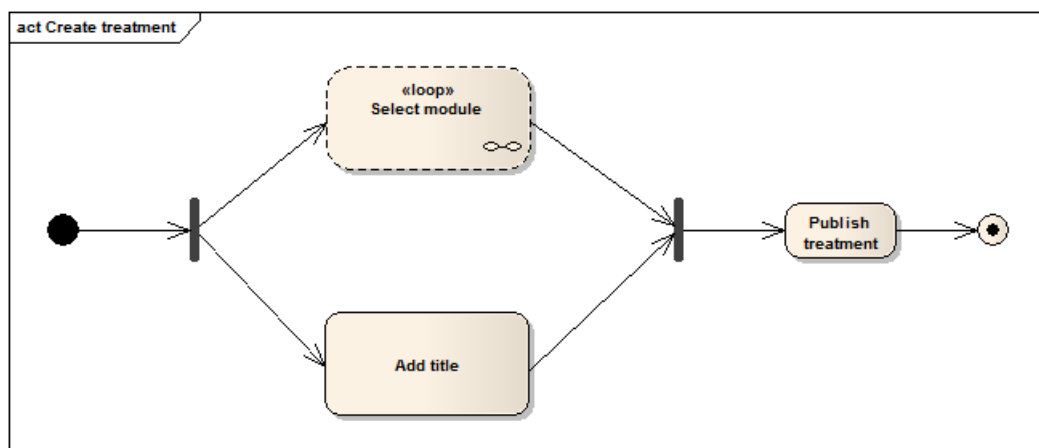 act Create treatment
«loop»
Select module
Add title
Publish
treatment